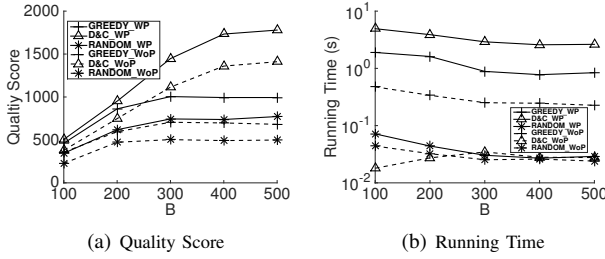 2000
1500
1000
500
0
Qualtiy Score
GREEDY_WP
D&C_WP
RANDOM_WP
GREEDY_WoP
D&C_WoP
RANDOM_WoP
100 200 300 400 500
B
(a) Quality Score
10^1
10^0
10^-1
10^-2
Running Time (s)
GREEDY_WP
D&C_WP
RANDOM_WP
GREEDY_WoP
D&C_WoP
RANDOM_WoP
100 200 300 400 500
B
(b) Running Time